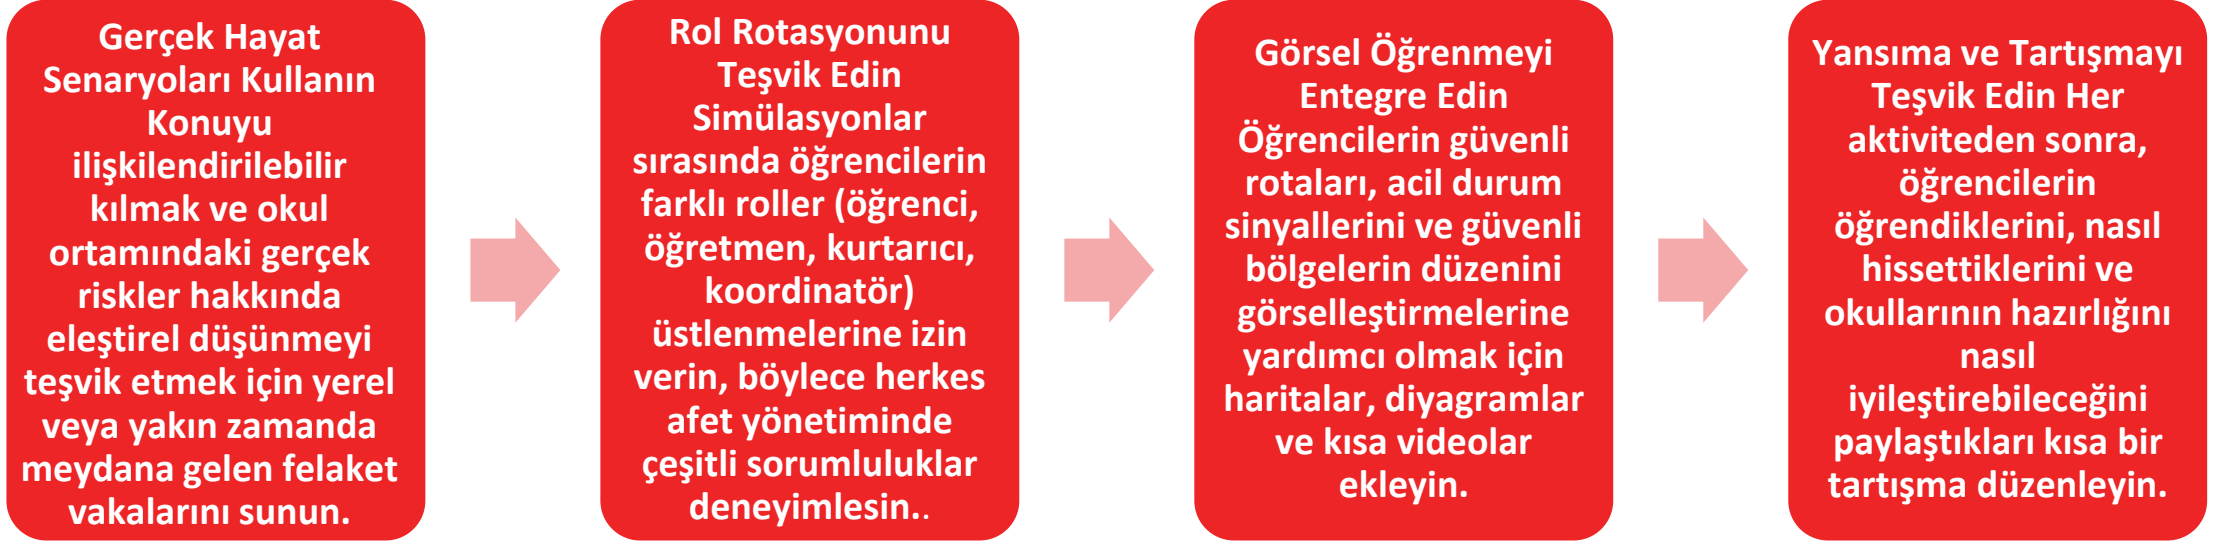 Gerçek Hayat
Senaryoları Kullanın
Konuyu
ilişkilendirilebilir
kılmak ve okul
ortamındaki gerçek
riskler hakkında
eleştirel düşünmeyi
teşvik etmek için yerel
veya yakın zamanda
meydana gelen felaket
vakalarını sunun.
Rol Rotasyonunu
Teşvik Edin
Simülasyonlar
sırasında öğrencilerin
farklı roller (öğrenci,
öğretmen, kurtarıcı,
koordinatör)
üstlenmelerine izin
verin, böylece herkes
afet yönetiminde
çeşitli sorumluluklar
deneyimlesin..
Görsel Öğrenmeyi
Entegre Edin
Öğrencilerin güvenli
rotaları, acil durum
sinyallerini ve güvenli
bölgelerin düzenini
görselleştirmelerine
yardımcı olmak için
haritalar, diyagramlar
ve kısa videolar
ekleyin.
Yansıma ve Tartışmayı
Teşvik Edin Her
aktiviteden sonra,
öğrencilerin
öğrendiklerini, nasıl
hissettiklerini ve
okullarının hazırlığını
nasıl
iyileştirebileceğini
paylaştıkları kısa bir
tartışma düzenleyin.